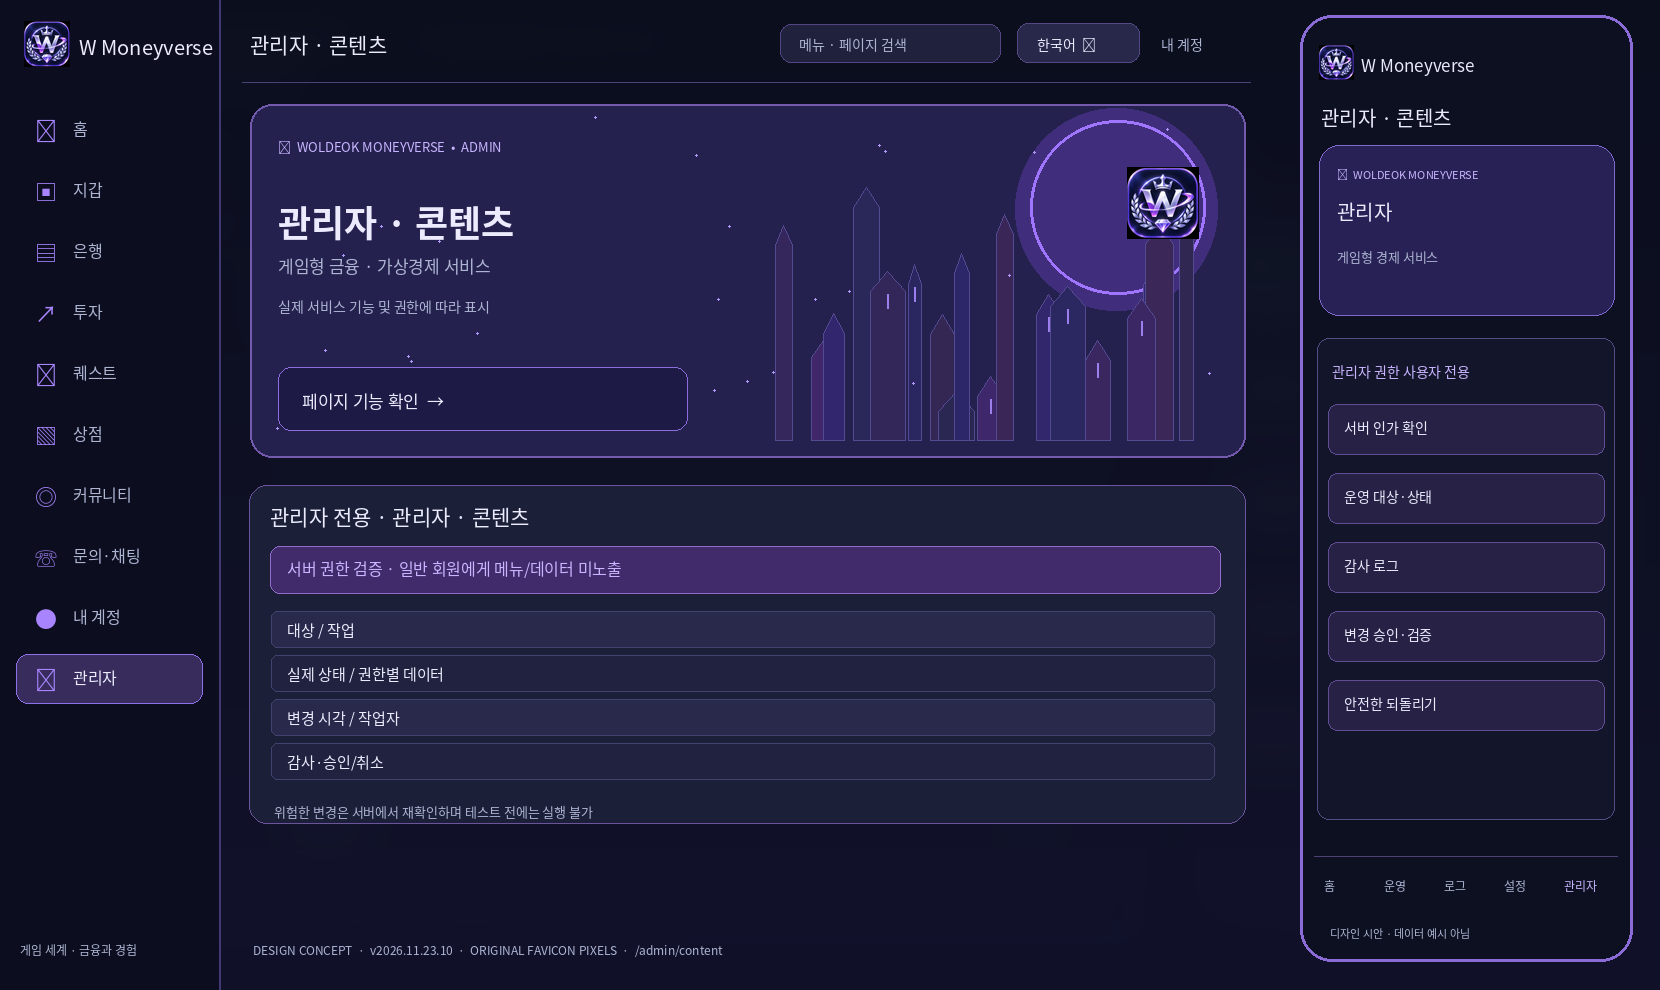 W Moneyverse
홈
지갑
은행
투자
퀘스트
상점
커뮤니티
문의·채팅
내 계정
관리자
게임 세계 · 금융과 경험
관리자 · 콘텐츠
메뉴 · 페이지 검색
한국어
내 계정
WOLDEOK MONEYVERSE • ADMIN
관리자 · 콘텐츠
게임형 금융 · 가상경제 서비스
실제 서비스 기능 및 권한에 따라 표시
페이지 기능 확인 →
관리자 전용 · 관리자 · 콘텐츠
서버 권한 검증 · 일반 회원에게 메뉴/데이터 미노출
대상 / 작업
실제 상태 / 권한별 데이터
변경 시각 / 작업자
감사·승인/취소
위험한 변경은 서버에서 재확인하며 테스트 전에는 실행 불가
DESIGN CONCEPT · v2026.11.23.10 · ORIGINAL FAVICON PIXELS · /admin/content
W Moneyverse
관리자 · 콘텐츠
WOLDEOK MONEYVERSE
관리자
게임형 경제 서비스
관리자 권한 사용자 전용
서버 인가 확인
운영 대상·상태
감사 로그
변경 승인·검증
안전한 되돌리기
홈 운영 로그 설정 관리자
디자인 시안 · 데이터 예시 아님